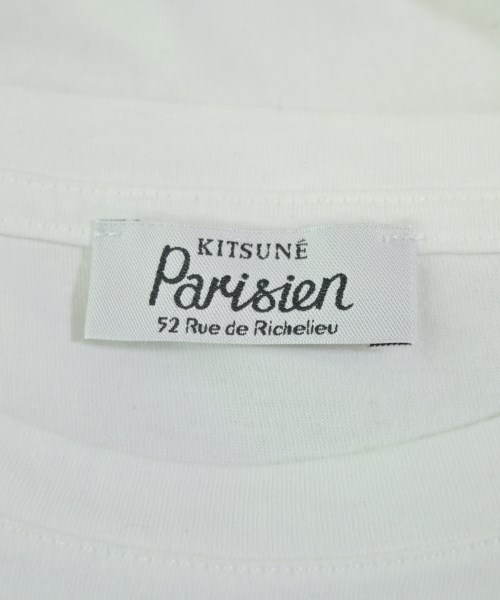 KITSUNÉ
Parisien
52 Rue de Richelieu